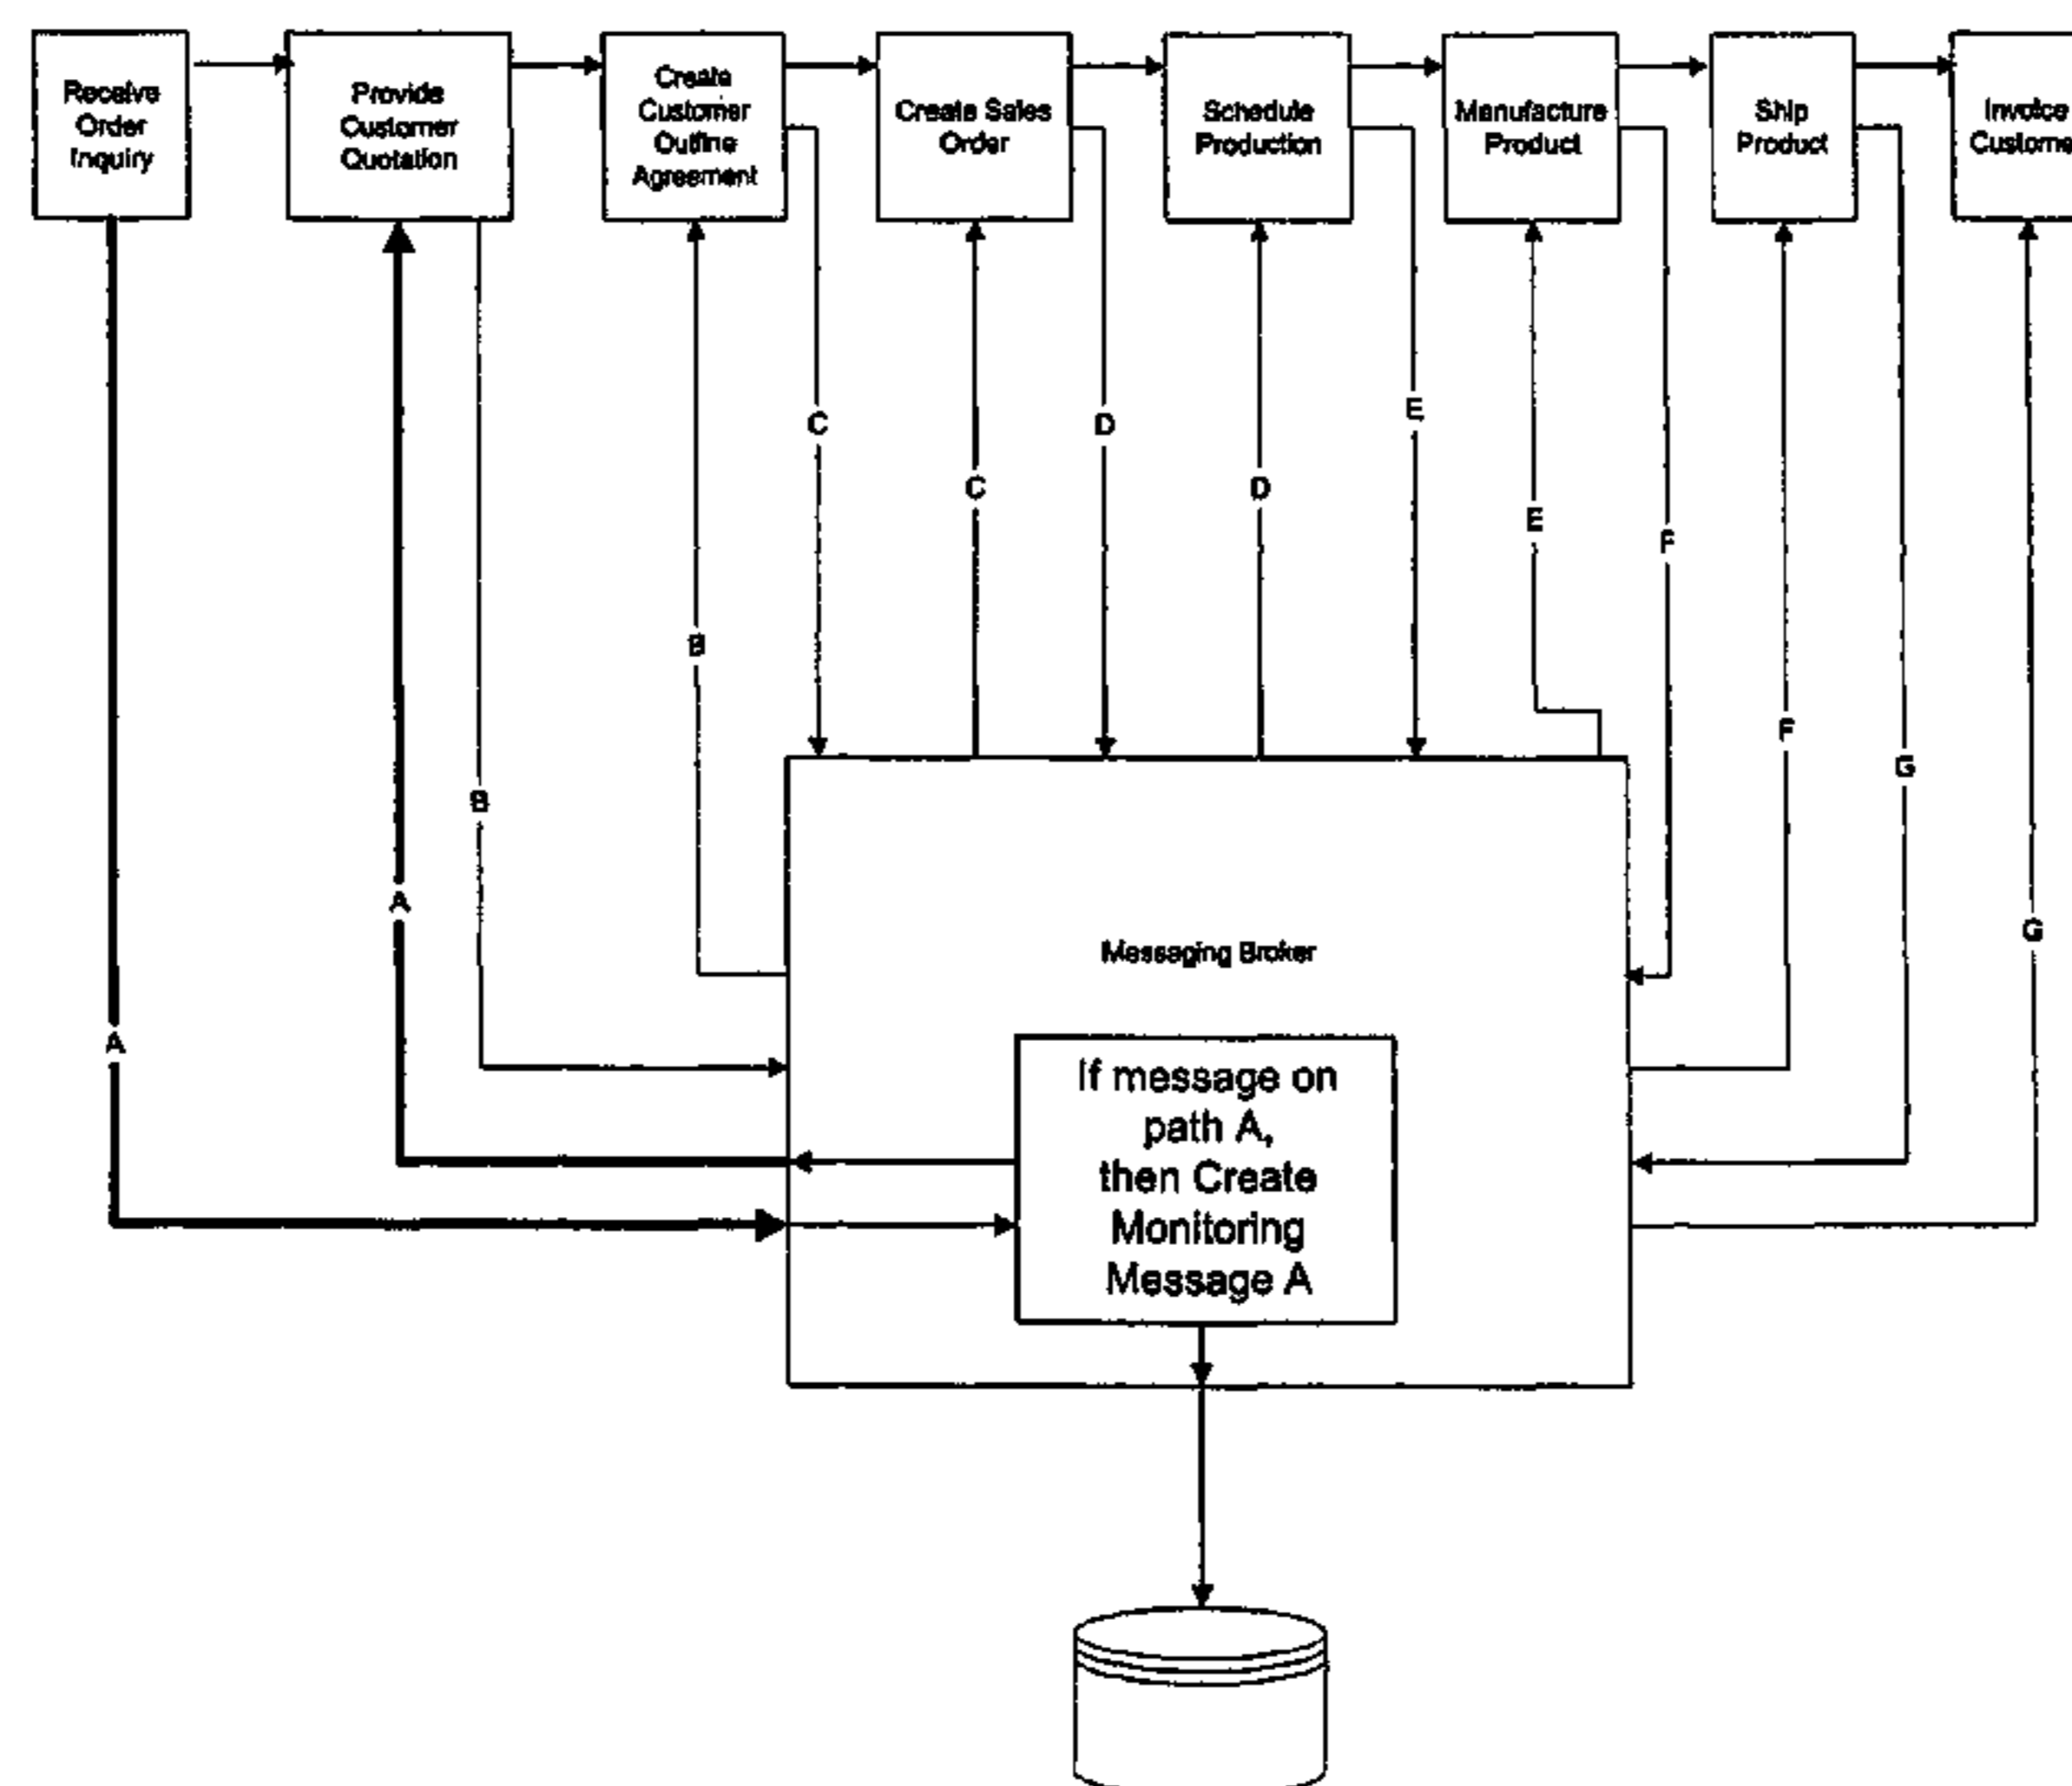 Receive
Order
Inquiry
Provide
Customer
Quotation
Create
Customer
Outline
Agreement
Create Sales
Order
Schedule
Production
Manufacture
Product
Ship
Product
Invoice
Custome
C
D
E
C
D
E
F
B
F
G
B
A
G
A
Messaging Broker
If message on
path A,
then Create
Monitoring
Message A